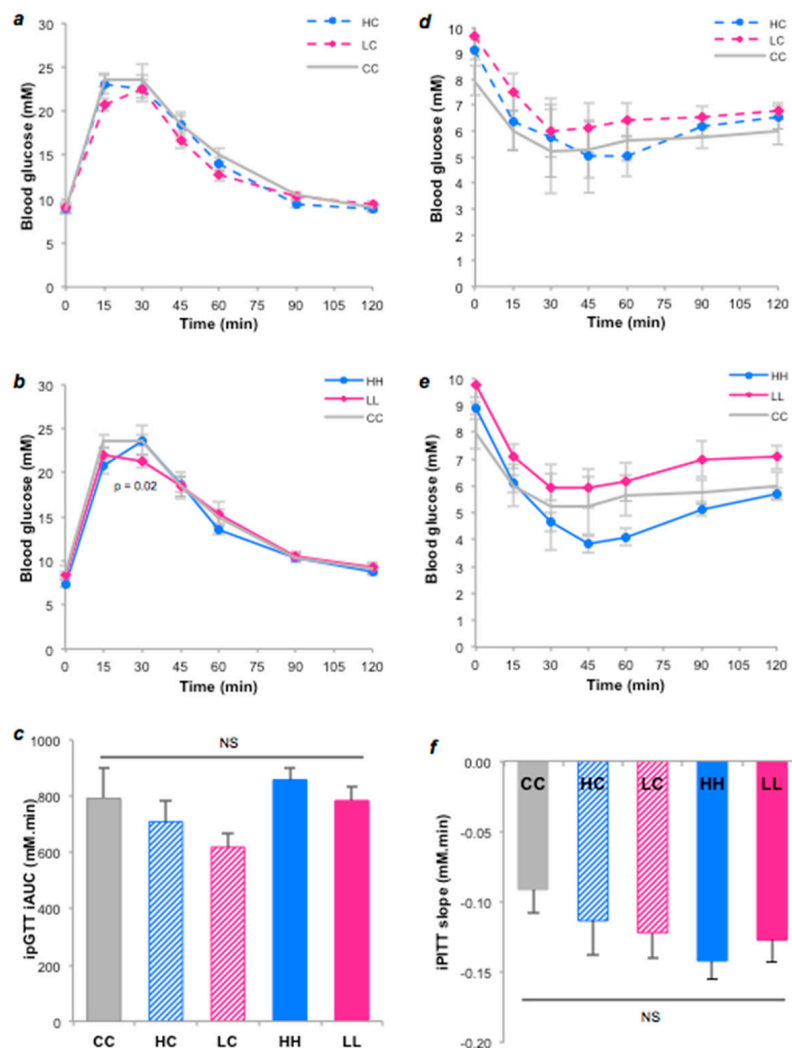 a
30
25
20
15
10
5
0
Blood glucose (mM)
0 15 30 45 60 75 90 105 120
Time (min)
HC
LC
CC
d
10
9
8
7
6
5
4
3
2
1
0
Blood glucose (mM)
0 15 30 45 60 75 90 105 120
Time (min)
HC
LC
CC
b
30
25
20
15
10
5
0
Blood glucose (mM)
p = 0.02
0 15 30 45 60 75 90 105 120
Time (min)
HH
LL
CC
e
10
9
8
7
6
5
4
3
2
1
0
Blood glucose (mM)
0 15 30 45 60 75 90 105 120
Time (min)
HH
LL
CC
c
NS
1000
800
600
400
200
0
ipGTT iAUC (mM.min)
CC HC LC HH LL
f
0.00
-0.05
-0.10
-0.15
-0.20
iPITT slope (mM.min)
CC HC LC HH LL
NS